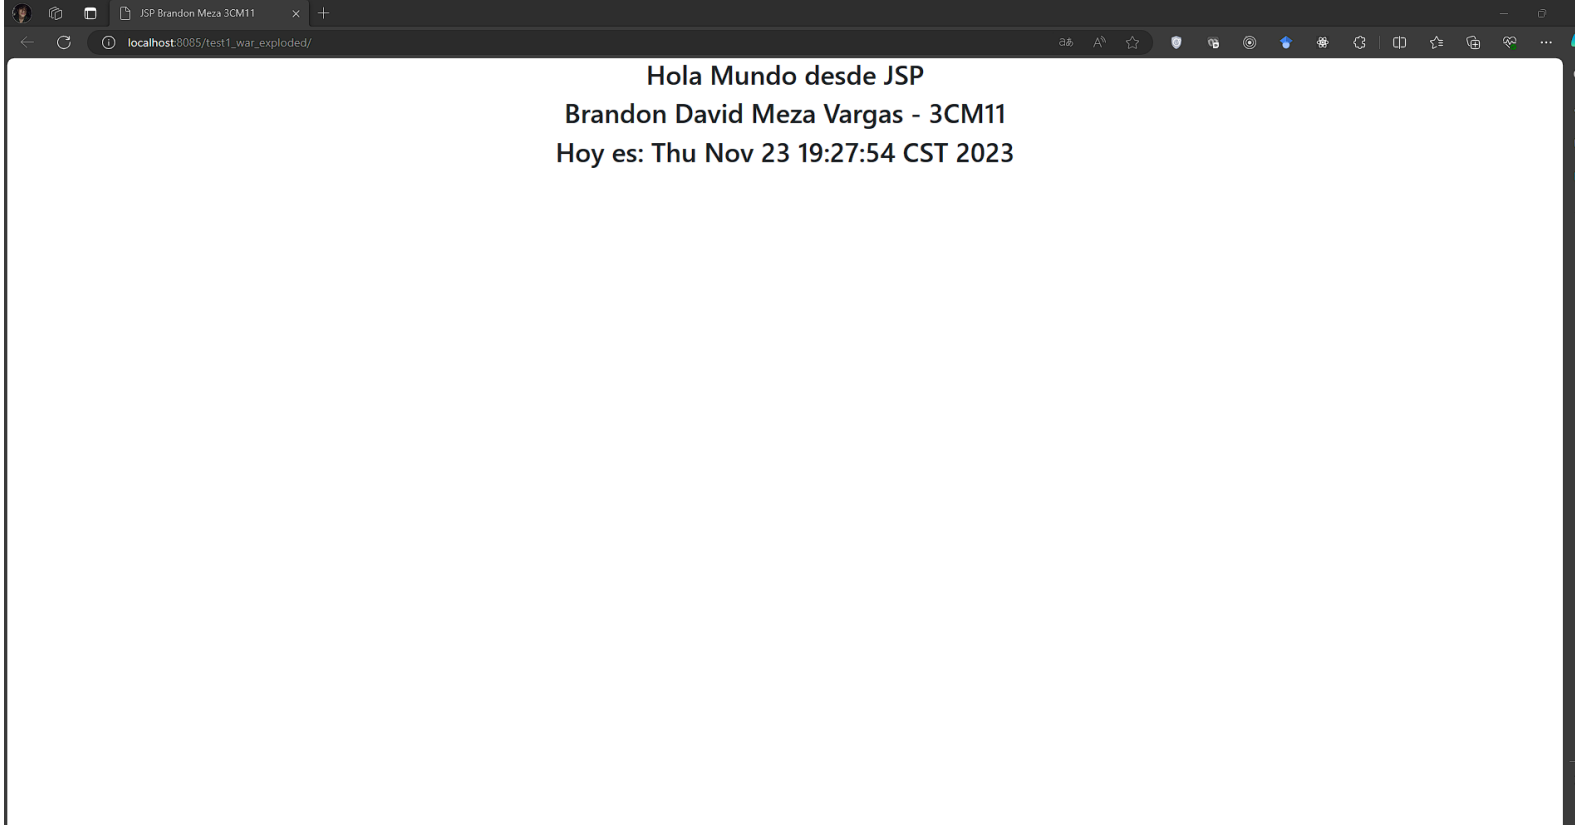 JSP Brandon Meza 3CM11
localhost:8085/test1_war_exploded/
Hola Mundo desde JSP
Brandon David Meza Vargas - 3CM11
Hoy es: Thu Nov 23 19:27:54 CST 2023